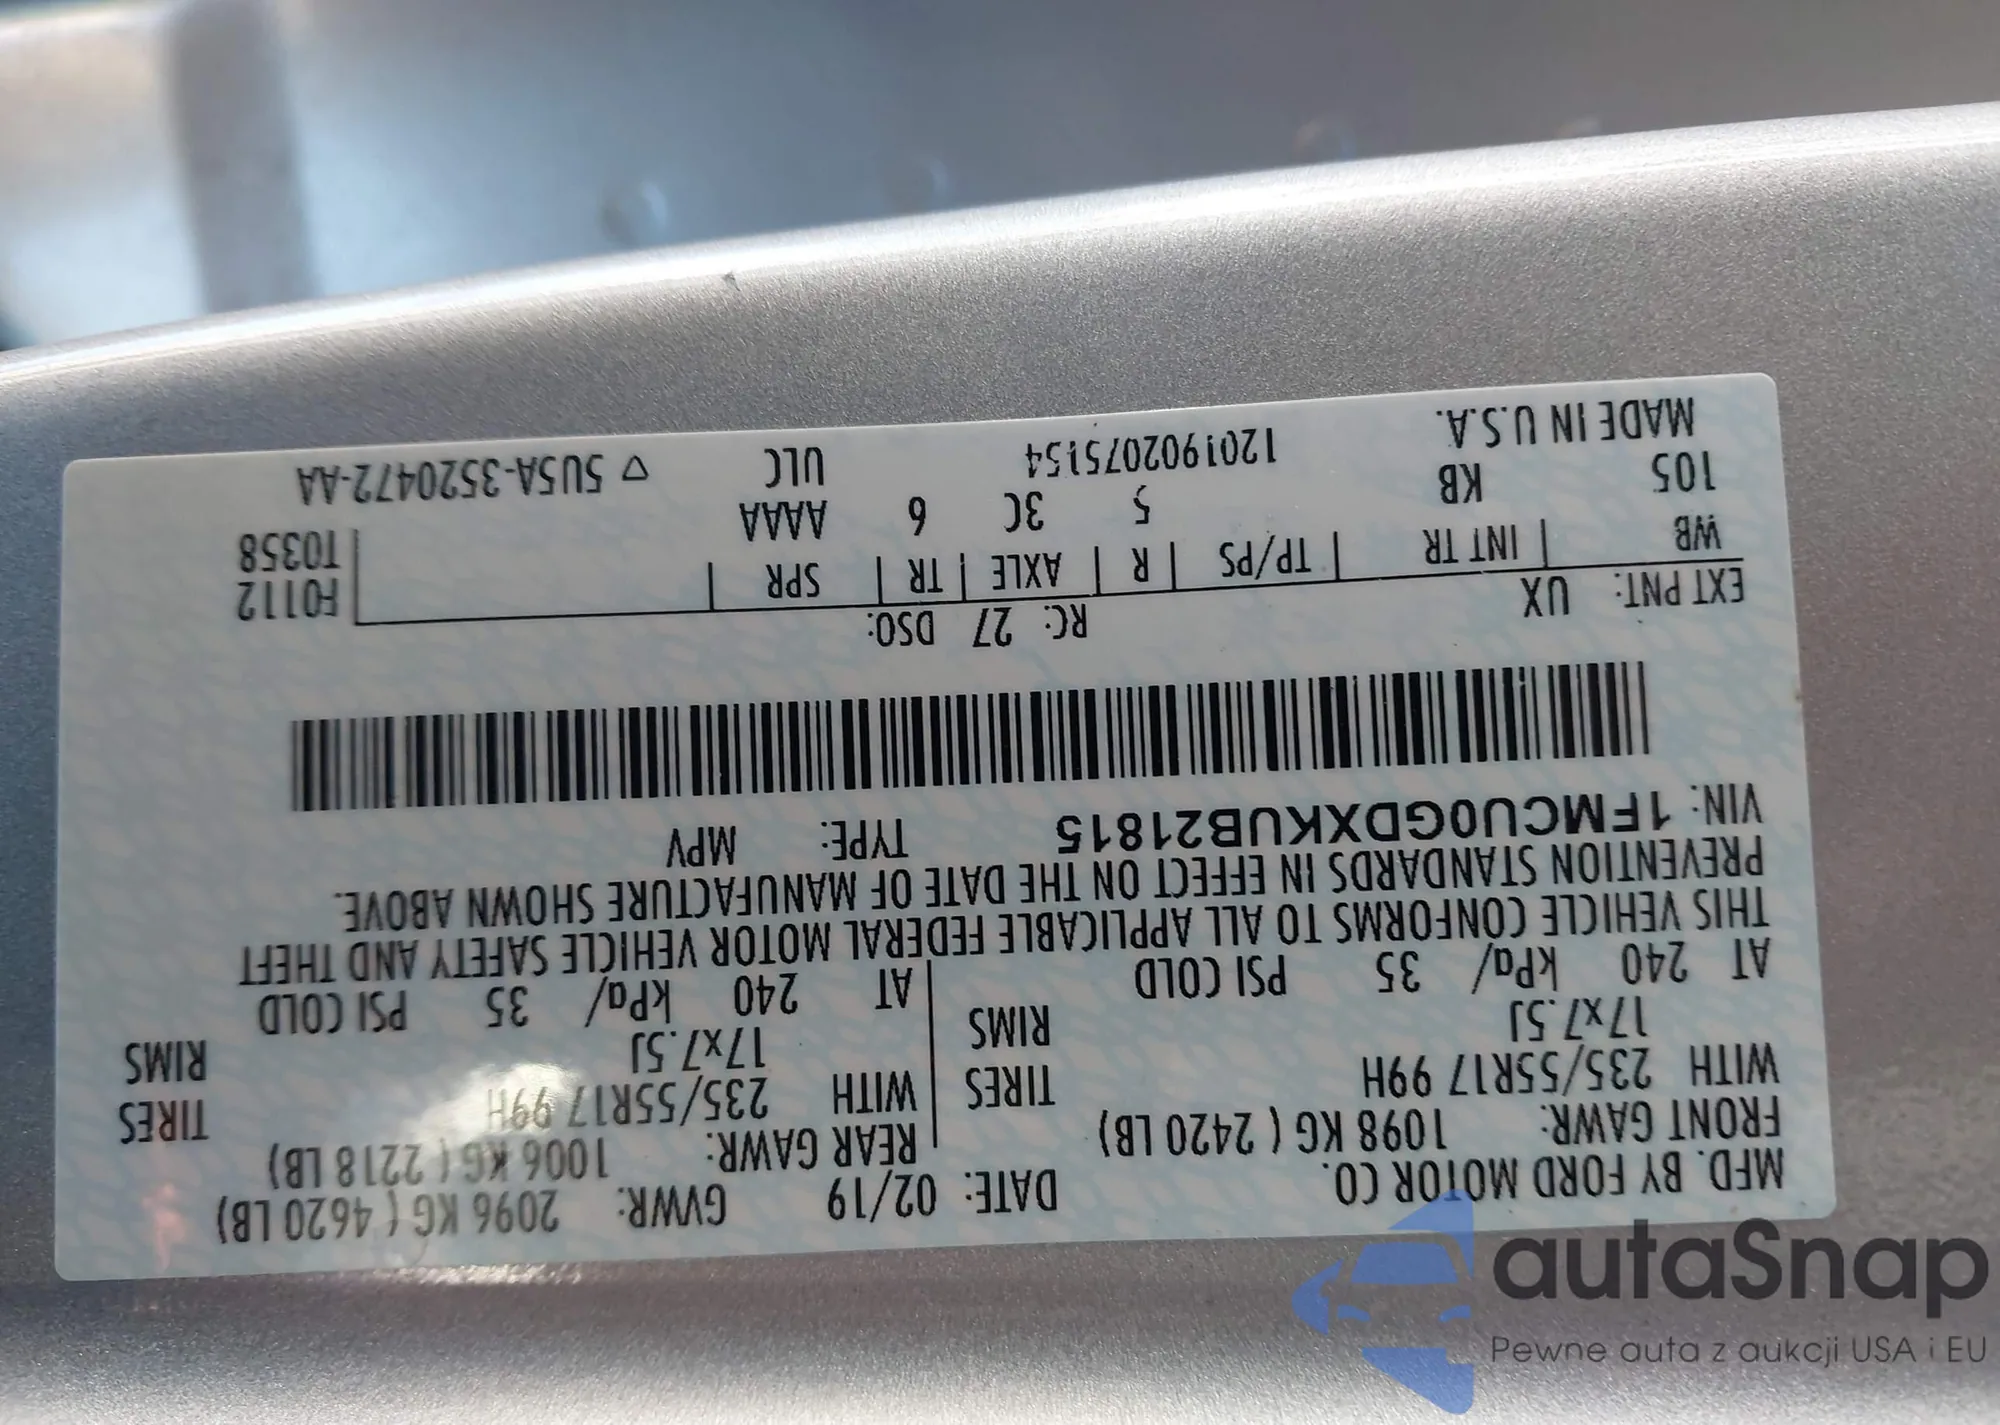 MFD. BY FORD MOTOR CO. DATE: 02/19 GVWR: 2096 KG ( 4620 LB)
FRONT GAWR: 1098 KG ( 2420 LB) REAR GAWR: 1006 KG ( 2218 LB)
WITH 235/55R17 99H TIRES WITH 235/55R17 99H TIRES
17x7.5J RIMS 17x7.5J RIMS
AT 240 kPa/ 35 PSI COLD AT 240 kPa/ 35 PSI COLD
THIS VEHICLE CONFORMS TO ALL APPLICABLE FEDERAL MOTOR VEHICLE SAFETY AND THEFT
PREVENTION STANDARDS IN EFFECT ON THE DATE OF MANUFACTURE SHOWN ABOVE.
VIN: 1FMCU0GDXKUB21815 TYPE: MPV
EXT PNT: UX RC: 27 DSO: F0112
WB INT TR TP/PS R AXLE TR SPR T0358
105 KB 5 3C 6 AAAA
MADE IN U.S.A. 1201902075154 ULC ▽ 5U5A-3520472-AA
autaSnap
Pewne auta z aukcji USA i EU